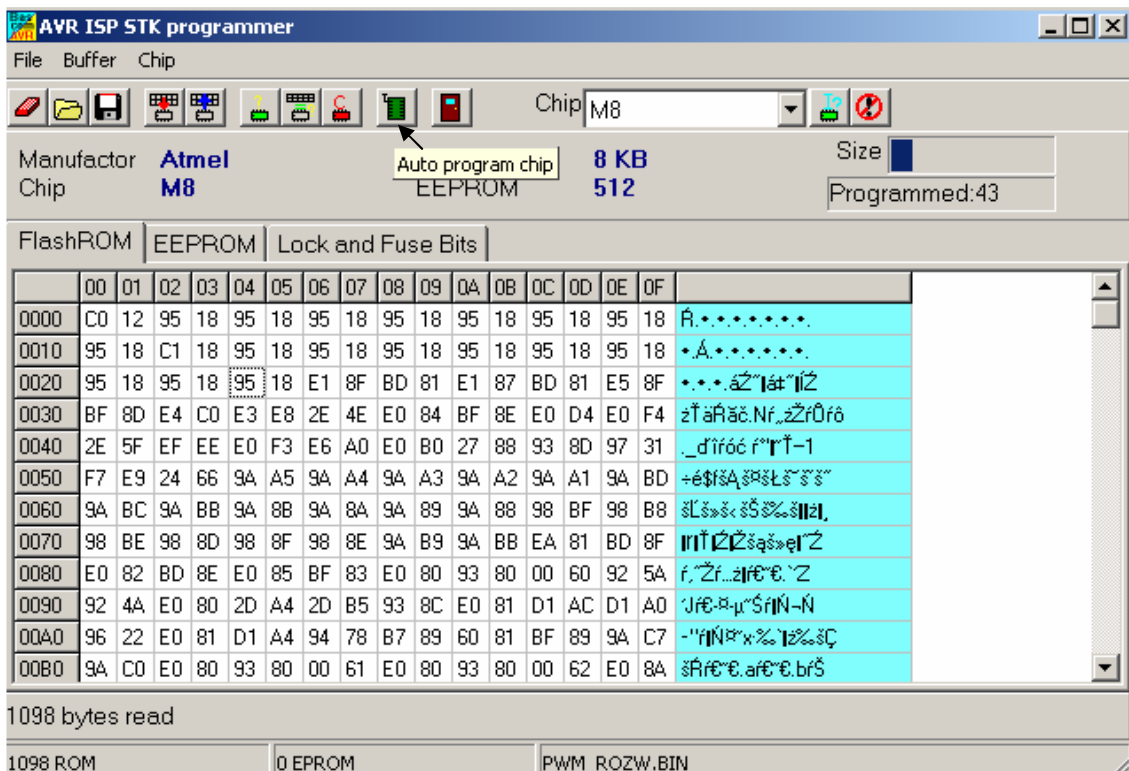 AVR ISP STK programmer
File Buffer Chip
Chip M8
Manufactor Atmel 8 KB Size
Auto program chip
Chip M8 EEPROM 512 Programmed:43
FlashROM EEPROM Lock and Fuse Bits
00 01 02 03 04 05 06 07 08 09 0A 0B 0C 0D 0E 0F
0000 C0 12 95 18 95 18 95 18 95 18 95 18 95 18 95 18
0010 95 18 C1 18 95 18 95 18 95 18 95 18 95 18 95 18
0020 95 18 95 18 95 18 E1 8F BD 81 E1 87 BD 81 E5 8F
0030 BF 8D E4 C0 E3 E8 2E 4E E0 84 BF 8E E0 D4 E0 F4
0040 2E 5F EF EE E0 F3 E6 A0 E0 B0 27 88 93 8D 97 31
0050 F7 E9 24 66 9A A5 9A A4 9A A3 9A A2 9A A1 9A BD
0060 9A BC 9A BB 9A 8B 9A 8A 9A 89 9A 88 98 BF 98 B8
0070 98 BE 98 8D 98 8F 98 8E 9A B9 9A BB EA 81 BD 8F
0080 E0 82 BD 8E E0 85 BF 83 E0 80 93 80 00 60 92 5A
0090 92 4A E0 80 2D A4 2D B5 93 8C E0 81 D1 AC D1 A0
00A0 96 22 E0 81 D1 A4 94 78 B7 89 60 81 BF 89 9A C7
00B0 9A C0 E0 80 93 80 00 61 E0 80 93 80 00 62 E0 8A
1098 bytes read
1098 ROM 0 EPROM PWM_ROZW.BIN